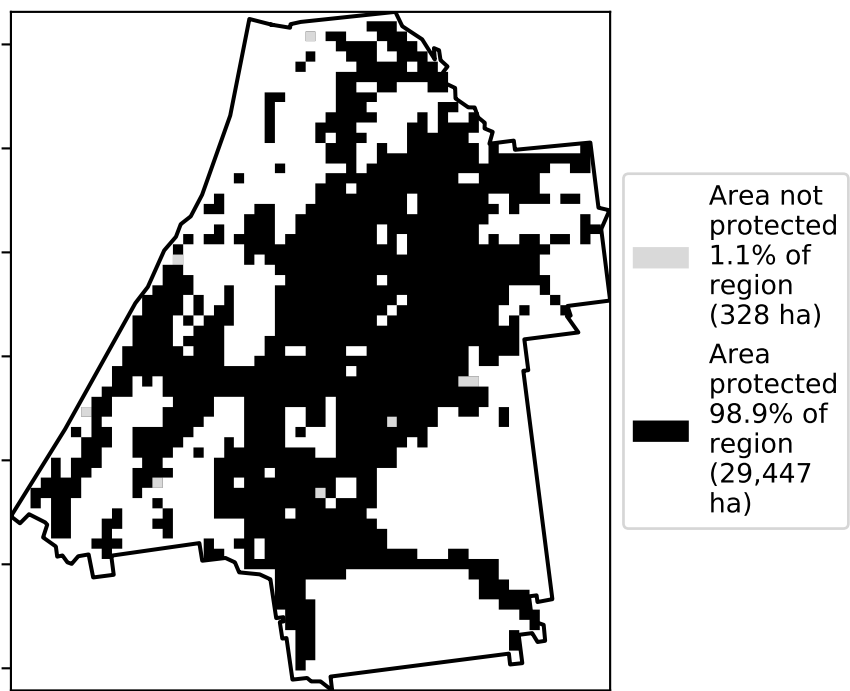 Area not
protected
1.1% of
region
(328 ha)
Area
protected
98.9% of
region
(29,447
ha)